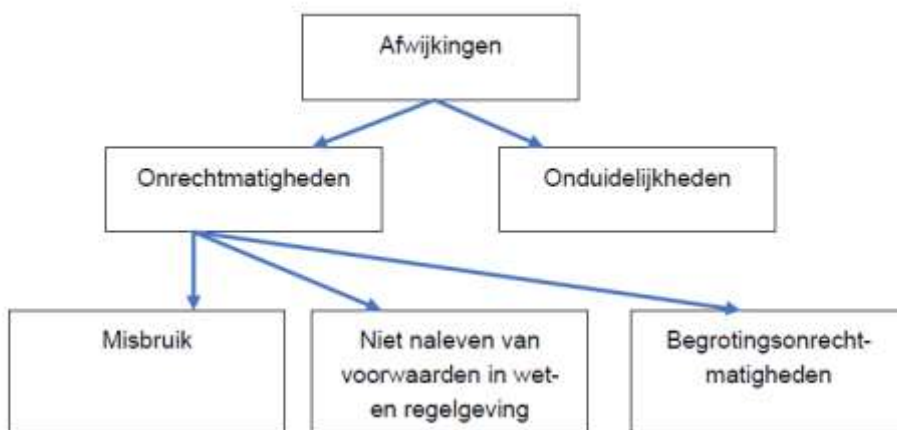 Afwijkingen
Onrechtmatigheden
Onduidelijkheden
Misbruik
Niet naleven van
voorwaarden in wet-
en regelgeving
Begrotingsonrecht-
matigheden